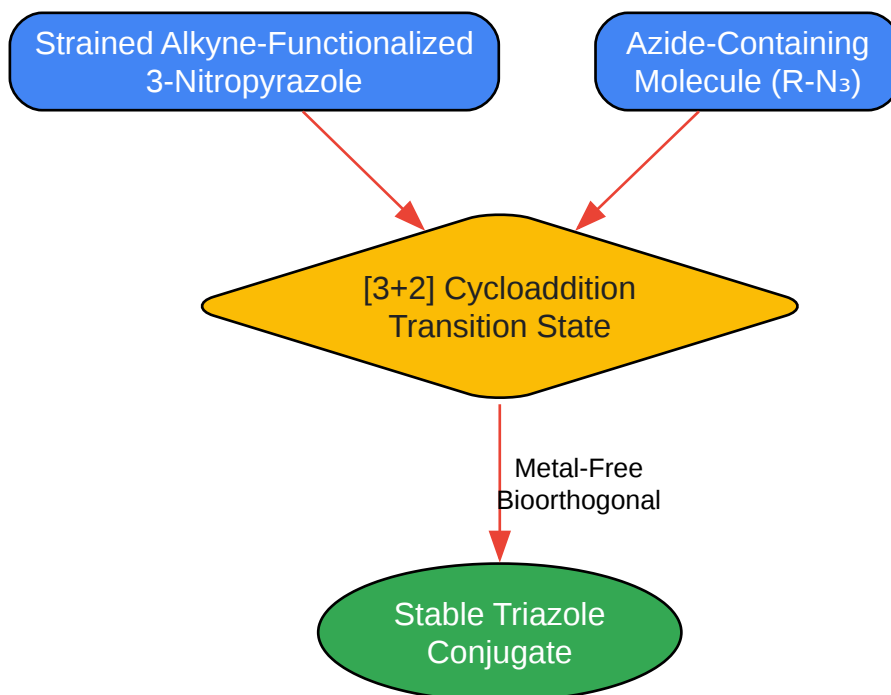 Strained Alkyne-Functionalized
3-Nitropyrazole
Azide-Containing
Molecule (R-N₃)
[3+2] Cycloaddition
Transition State
Metal-Free
Bioorthogonal
Stable Triazole
Conjugate